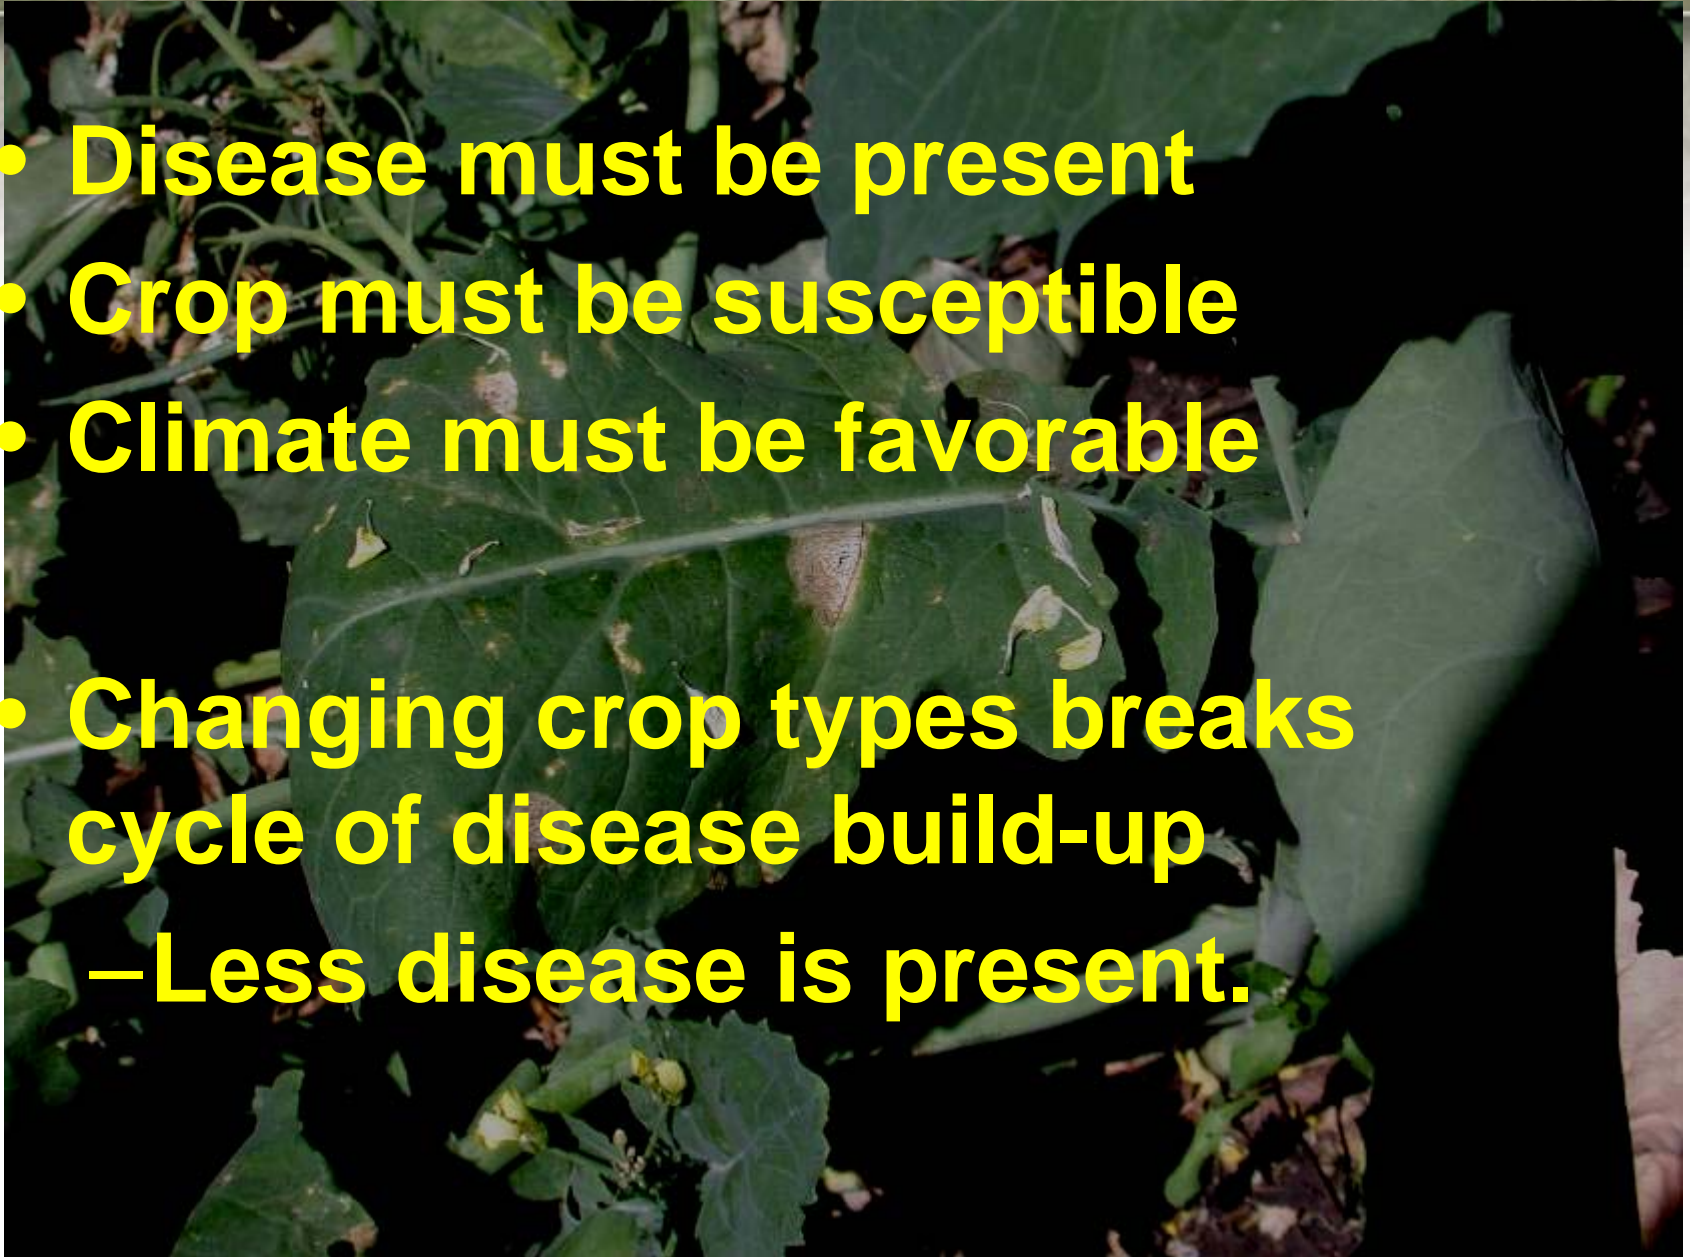 • Disease must be present
• Crop must be susceptible
• Climate must be favorable
• Changing crop types breaks
cycle of disease build-up
–Less disease is present.